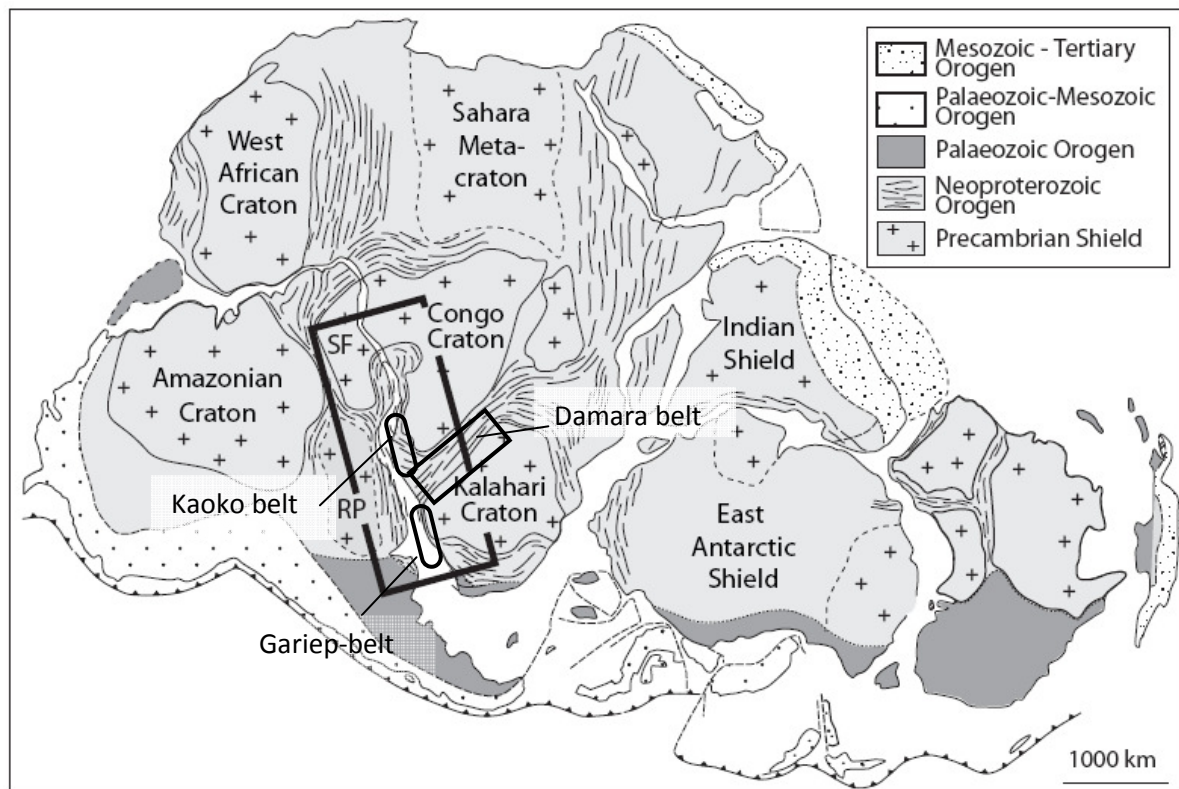 Mesozoic - Tertiary
Orogen
Palaeozoic-Mesozoic
Orogen
Palaeozoic Orogen
Neoproterozoic
Orogen
Precambrian Shield
West
African
Craton
Sahara
Meta-
craton
SF
Congo
Craton
Indian
Shield
Amazonian
Craton
Damara belt
Kaoko belt
RP
Kalahari
Craton
East
Antarctic
Shield
Gariep-belt
1000 km